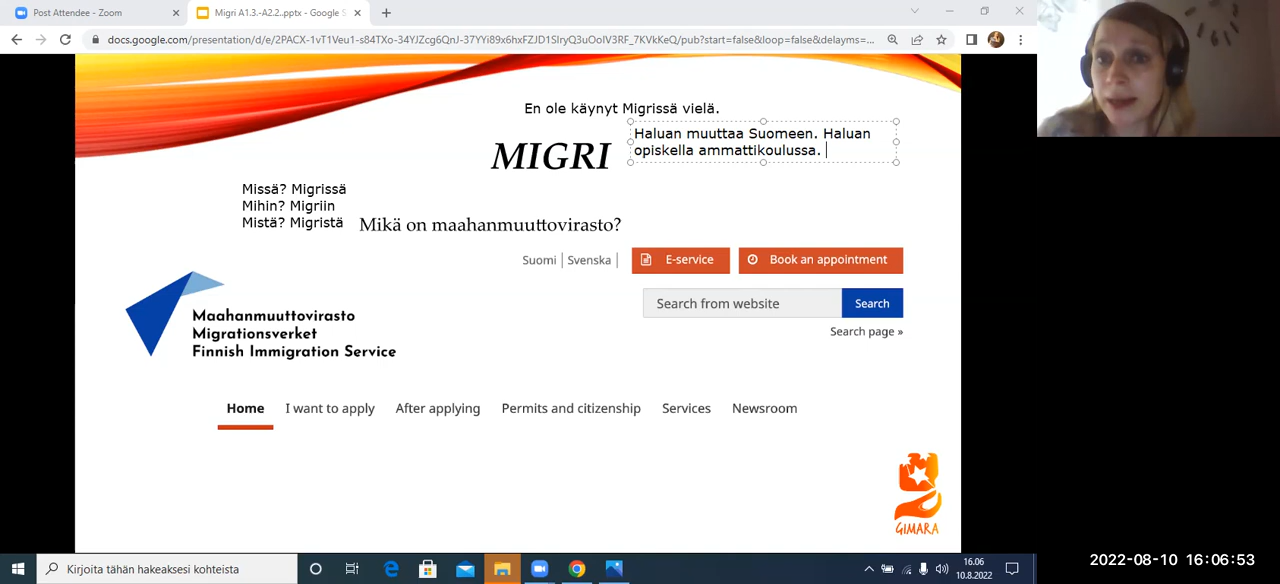 Post Attendee - Zoom
Migri A1.3.-A2.2..pptx - Google S
docs.google.com/presentation/d/e/2PACX-1vT1Veu1-s84TXo-34YJZcg6QnJ-37YYi89x6hxFZJD1SIryQ3uOoIV3RF_7KVkKeQ/pub?start=false&loop=false&delayms=...
En ole käynyt Migrissä vielä.
Haluan muuttaa Suomeen. Haluan
opiskella ammattikoulussa.
MIGRI
Missä? Migrissä
Mihin? Migriin
Mistä? Migristä
Mikä on maahanmuuttovirasto?
Suomi | Svenska |
E-service
Book an appointment
Search from website
Search
Search page »
Maahanmuuttovirasto
Migrationsverket
Finnish Immigration Service
Home I want to apply After applying Permits and citizenship Services Newsroom
GIMARA
Kirjoita tähän hakeaksesi kohteista
16.06
10.8.2022
2022-08-10 16:06:53